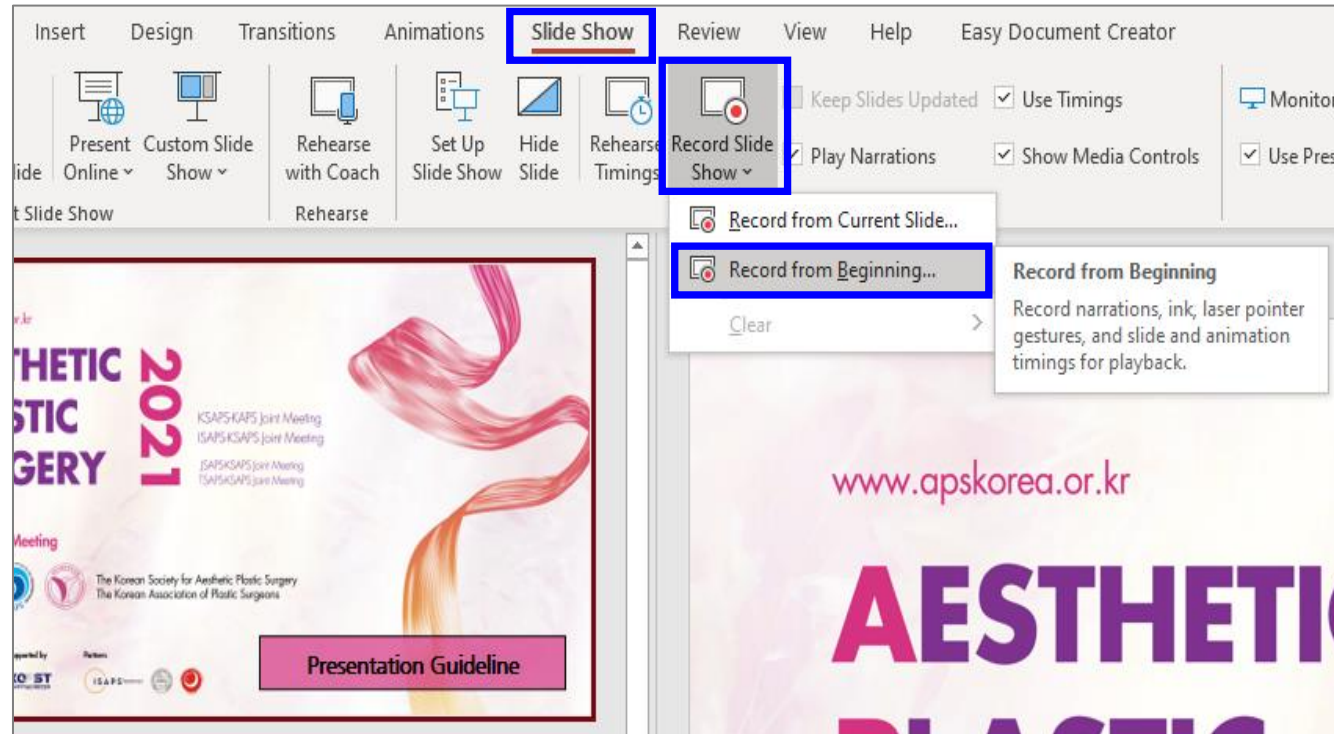 Insert Design Transitions Animations Slide Show Review View Help Easy Document Creator
Present Online
Custom Slide Show
Rehearse with Coach
Set Up Slide Show
Hide Slide
Rehearse Timings
Record Slide Show
Keep Slides Updated
Play Narrations
Use Timings
Show Media Controls
Monitor
Use Pres
lide
t Slide Show
Rehearse
Record from Current Slide...
Record from Beginning...
Clear
Record from Beginning
Record narrations, ink, laser pointer
gestures, and slide and animation
timings for playback.
HETIC
STIC
GERY
2021
KSAPS-KAPS Joint Meeting
ISAPS-KSAPS Joint Meeting
JSAPS-KSAPS Joint Meeting
TSAPS-KSAPS Joint Meeting
Meeting
The Korean Society for Aesthetic Plastic Surgery
The Korean Association of Plastic Surgeons
Partners
ISAPS
Presentation Guideline
www.apskorea.or.kr
AESTHETIC
PLASTIC